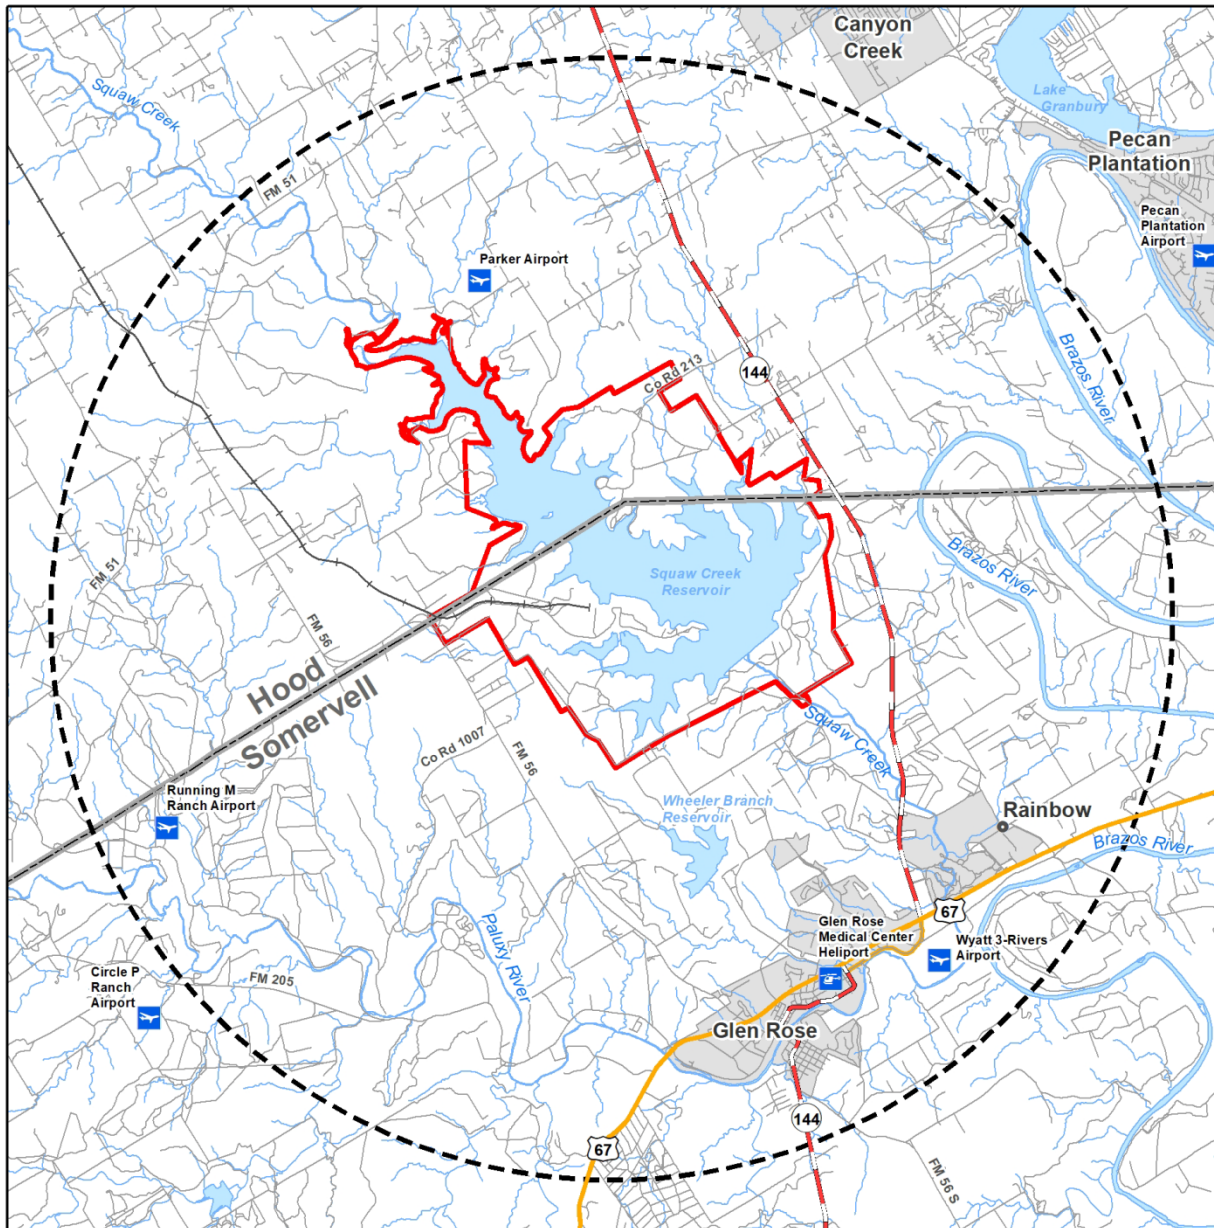 Canyon
Creek
Squaw Creek
Lake
Granbury
Pecan
Plantation
FM 51
Pecan
Plantation
Airport
Parker Airport
Brazos River
Co Rd 213
144
Brazos River
Squaw Creek
Reservoir
FM 51
FM 56
Hood
Somervell
Squaw Creek
Co Rd 1007
FM 56
Running M
Ranch Airport
Wheeler Branch
Reservoir
Rainbow
Brazos River
67
Paluxy River
Glen Rose
Medical Center
Heliport
Wyatt 3-Rivers
Airport
Circle P
Ranch
Airport
FM 205
Glen Rose
144
67
FM 56 S